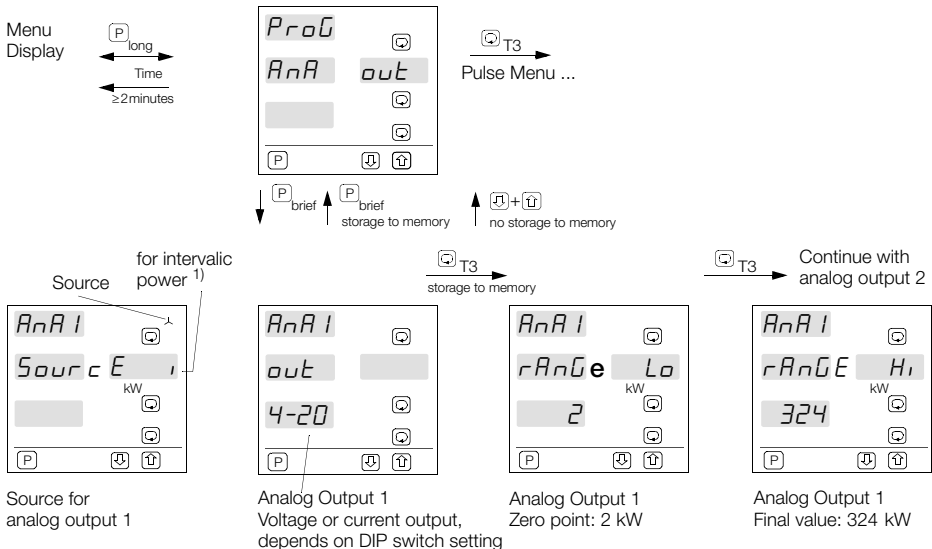 Menu
Display
P long
Time
≥2minutes
ProG
AnA out
P
T3
Pulse Menu ...
P brief
P brief
storage to memory
+
no storage to memory
Source
for intervalic
power 1)
T3
storage to memory
T3
Continue with
analog output 2
AnA1
SourcE i
kW
P
Source for
analog output 1
AnA1
out
4-20
P
Analog Output 1
Voltage or current output,
depends on DIP switch setting
AnA1
rAnGe Lo
kW
2
P
Analog Output 1
Zero point: 2 kW
AnA1
rAnGE Hi
kW
324
P
Analog Output 1
Final value: 324 kW